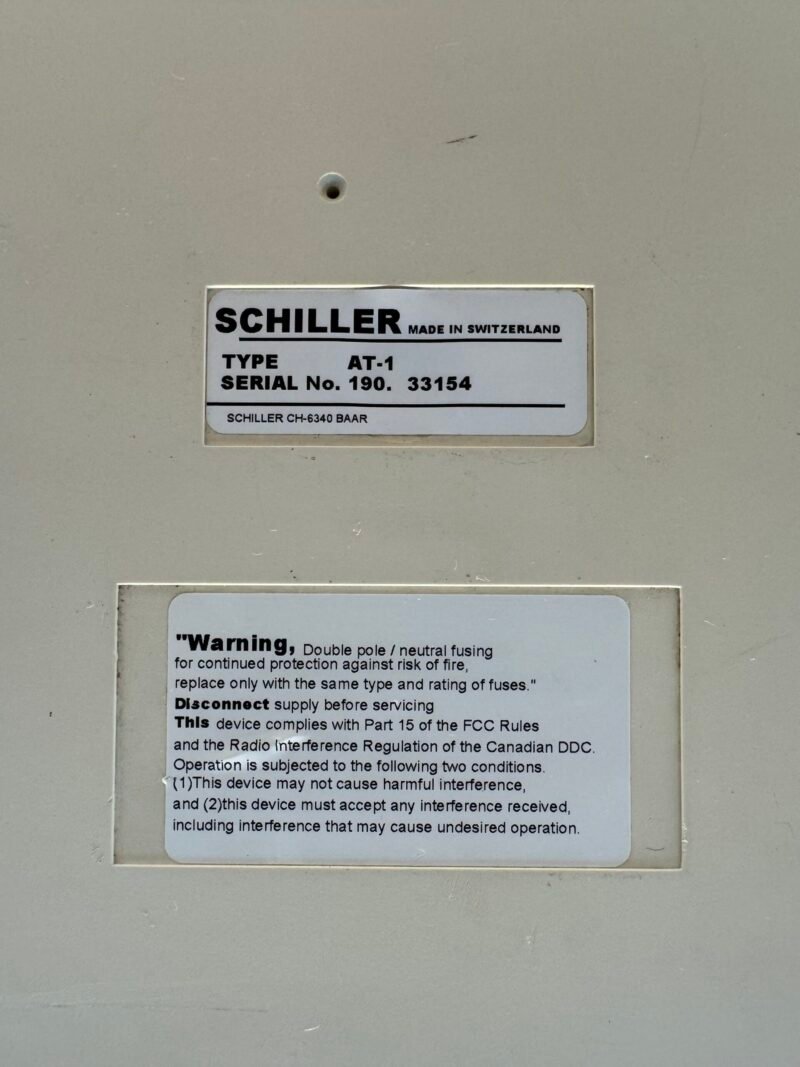 SCHILLER MADE IN SWITZERLAND
TYPE AT-1
SERIAL No. 190. 33154
SCHILLER CH-6340 BAAR
"Warning, Double pole / neutral fusing
for continued protection against risk of fire,
replace only with the same type and rating of fuses."
Disconnect supply before servicing
This device complies with Part 15 of the FCC Rules
and the Radio Interference Regulation of the Canadian DDC.
Operation is subjected to the following two conditions.
(1)This device may not cause harmful interference,
and (2)this device must accept any interference received,
including interference that may cause undesired operation.